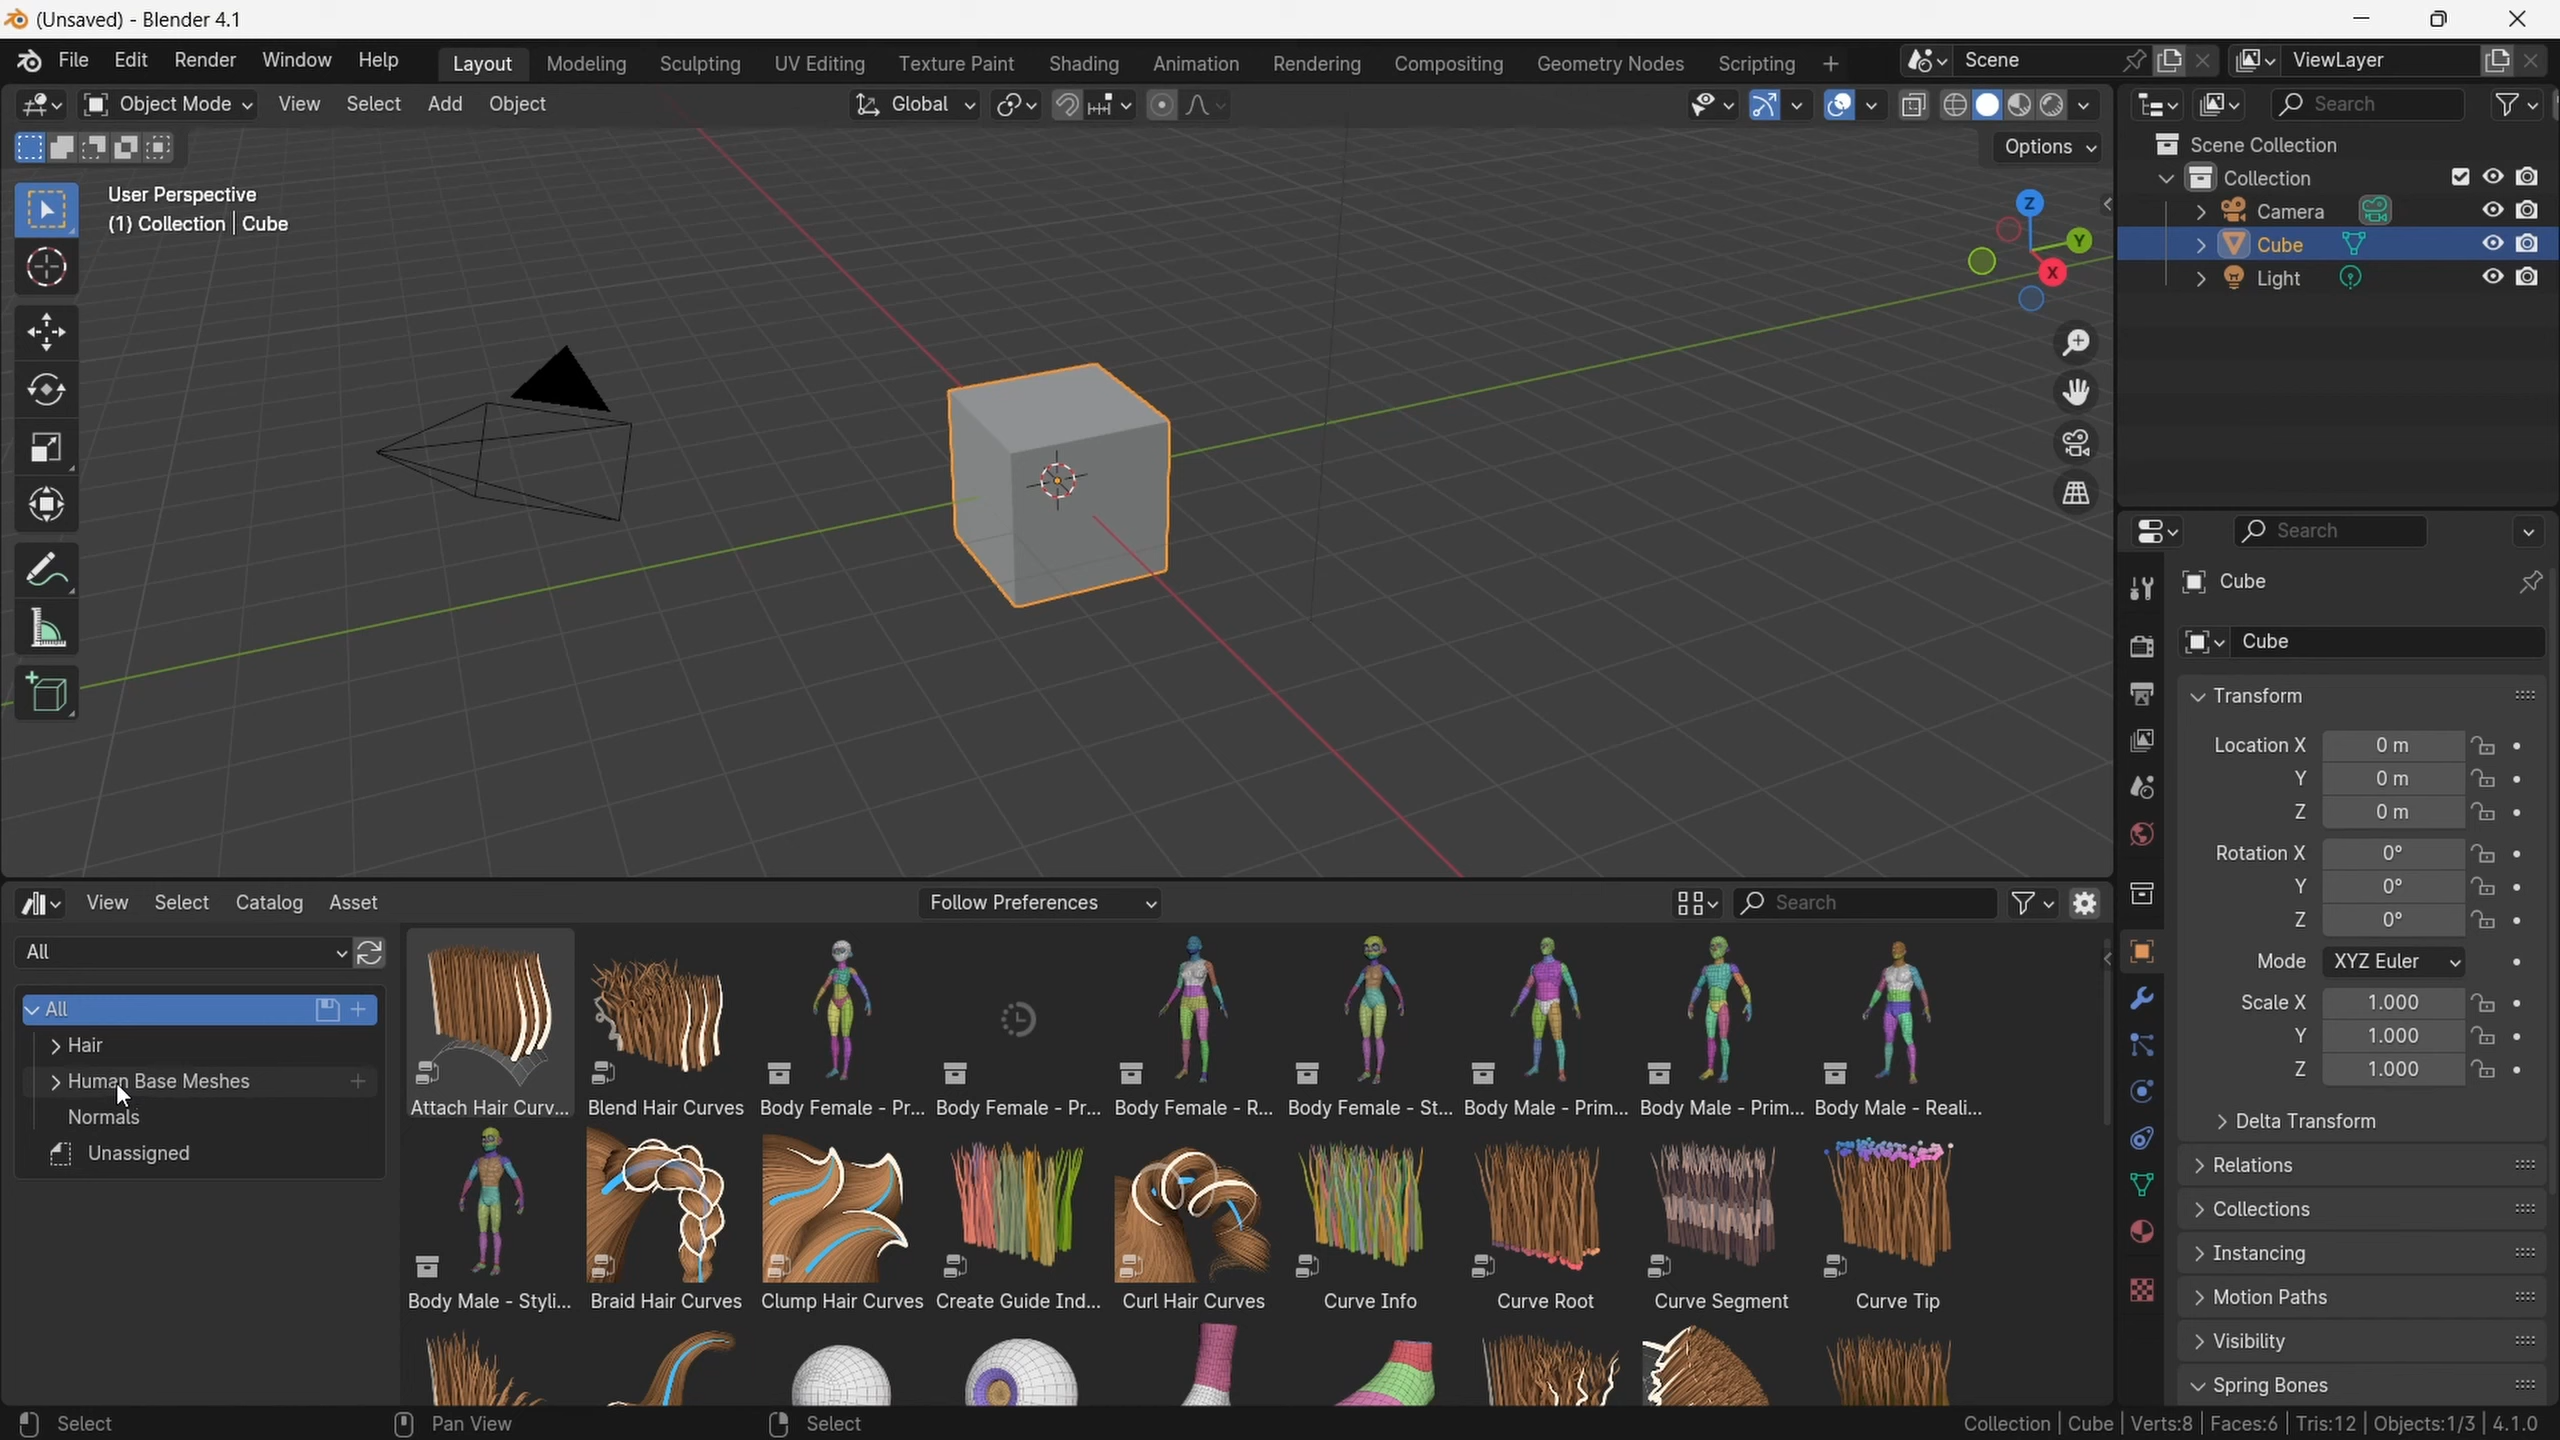 (Unsaved) - Blender 4.1
File Edit Render Window Help Layout Modeling Sculpting UV Editing Texture Paint Shading Animation Rendering Compositing Geometry Nodes Scripting + Scene ViewLayer
Object Mode View Select Add Object Global Search
Options
User Perspective
(1) Collection | Cube
Z
Y
X
Scene Collection
Collection
Camera
Cube
Light
Search
Cube
Cube
Transform
Location X 0 m
Y 0 m
Z 0 m
Rotation X 0°
Y 0°
Z 0°
Mode XYZ Euler
Scale X 1.000
Y 1.000
Z 1.000
Delta Transform
Relations
Collections
Instancing
Motion Paths
Visibility
Spring Bones
View Select Catalog Asset Follow Preferences Search
All
All
Hair
Human Base Meshes
Normals
Unassigned
Attach Hair Curv... Blend Hair Curves Body Female - Pr... Body Female - Pr... Body Female - R... Body Female - St... Body Male - Prim... Body Male - Prim... Body Male - Reali...
Body Male - Styli... Braid Hair Curves Clump Hair Curves Create Guide Ind... Curl Hair Curves Curve Info Curve Root Curve Segment Curve Tip
Select Pan View Select Collection | Cube | Verts:8 | Faces:6 | Tris:12 | Objects:1/3 | 4.1.0